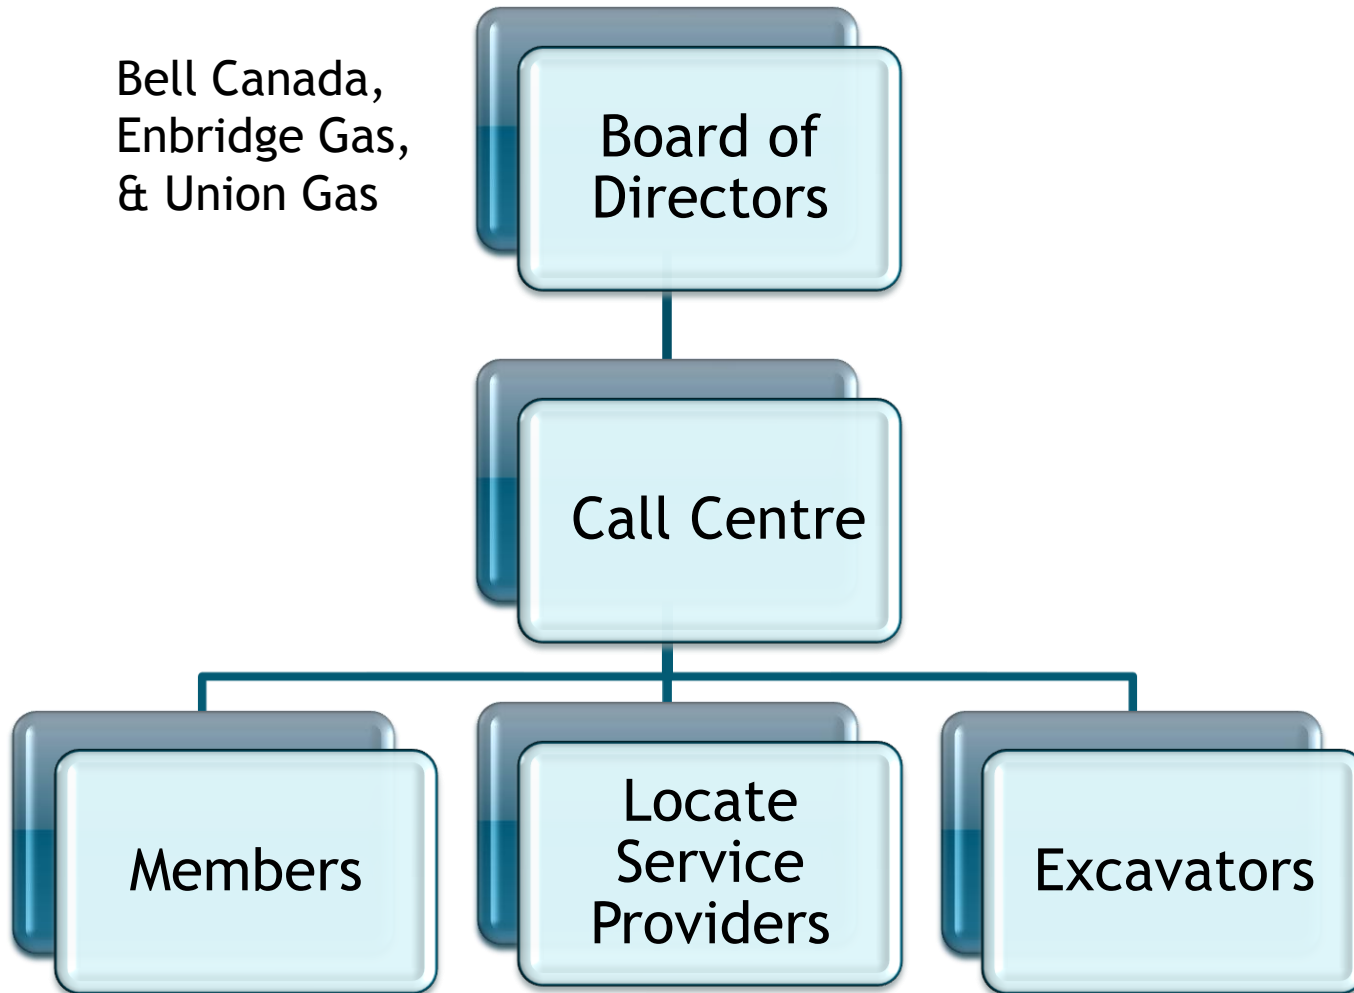 Bell Canada,
Enbridge Gas,
& Union Gas
Board of
Directors
Call Centre
Members
Locate
Service
Providers
Excavators